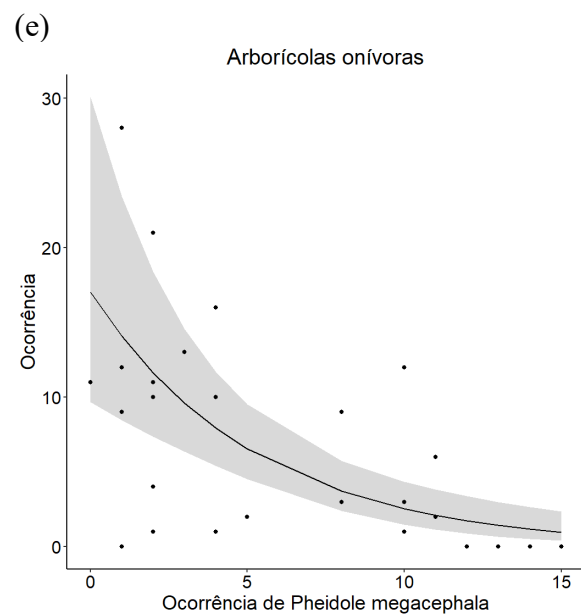 (e)
Arborícolas onívoras
30
20
10
0
Ocorrência
0 5 10 15
Ocorrência de Pheidole megacephala